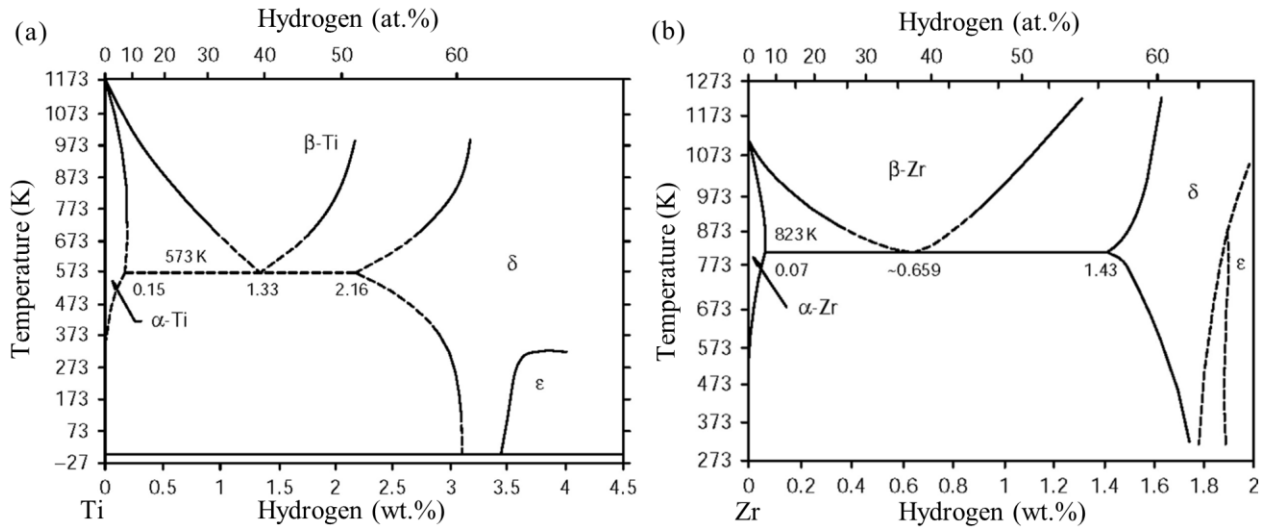 (a)
Hydrogen (at.%)
0 10 20 30 40 50 60
1173
1073
973
873
773
673
573
473
373
273
173
73
−27
Temperature (K)
β-Ti
573 K
δ
0.15 1.33 2.16
α-Ti
ε
0 0.5 1 1.5 2 2.5 3 3.5 4 4.5
Ti Hydrogen (wt.%)
(b)
Hydrogen (at.%)
0 10 20 30 40 50 60
1273
1173
1073
973
873
773
673
573
473
373
273
Temperature (K)
β-Zr
δ
823 K
0.07 ~0.659 1.43
ε
α-Zr
0 0.2 0.4 0.6 0.8 1 1.2 1.4 1.6 1.8 2
Zr Hydrogen (wt.%)